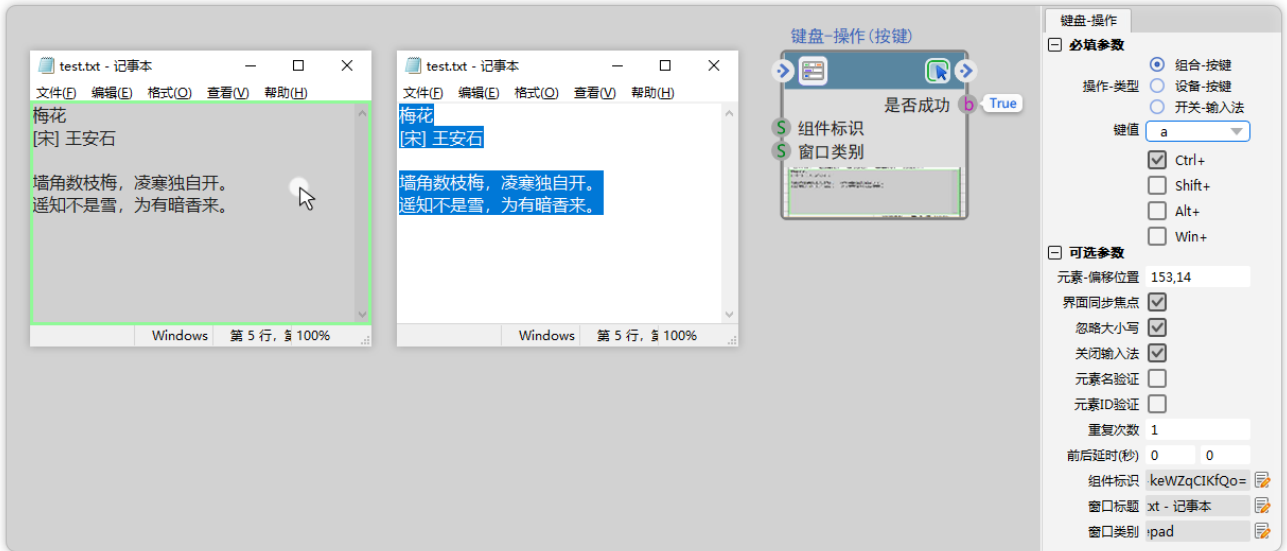 test.txt - 记事本
文件(F) 编辑(E) 格式(O) 查看(V) 帮助(H)
梅花
[宋] 王安石
墙角数枝梅，凌寒独自开。
遥知不是雪，为有暗香来。
Windows 第 5 行， 100%
test.txt - 记事本
文件(F) 编辑(E) 格式(O) 查看(V) 帮助(H)
梅花
[宋] 王安石
墙角数枝梅，凌寒独自开。
遥知不是雪，为有暗香来。
Windows 第 5 行， 100%
键盘-操作(按键)
是否成功 b True
S 组件标识
S 窗口类别
键盘-操作
必填参数
操作-类型
组合-按键
设备-按键
开关-输入法
键值 a
Ctrl+
Shift+
Alt+
Win+
可选参数
元素-偏移位置 153,14
界面同步焦点
忽略大小写
关闭输入法
元素名验证
元素ID验证
重复次数 1
前后延时(秒) 0 0
组件标识 keWZqCIKfQo=
窗口标题 xt - 记事本
窗口类别 pad